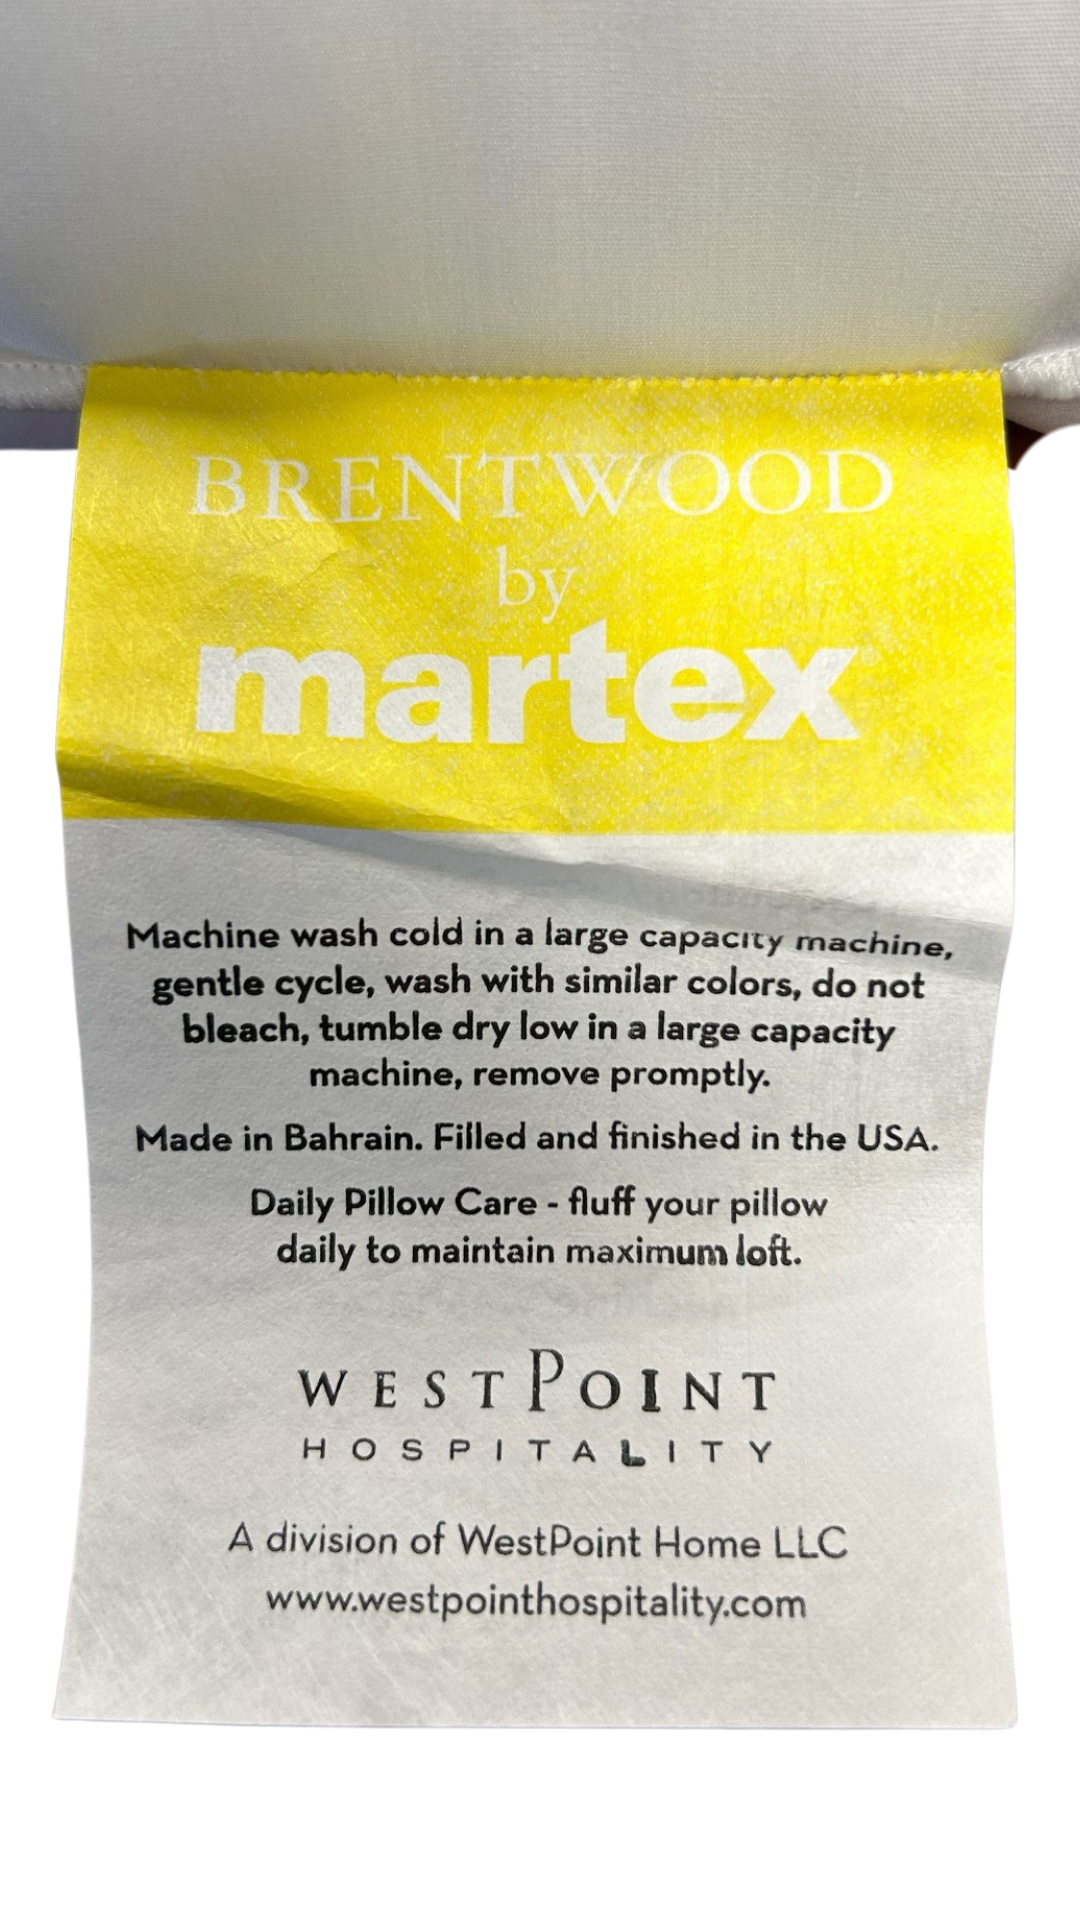 BRENTWOOD
by
martex
Machine wash cold in a large capacity machine,
gentle cycle, wash with similar colors, do not
bleach, tumble dry low in a large capacity
machine, remove promptly.
Made in Bahrain. Filled and finished in the USA.
Daily Pillow Care - fluff your pillow
daily to maintain maximum loft.
WESTPOINT
HOSPITALITY
A division of WestPoint Home LLC
www.westpointhospitality.com